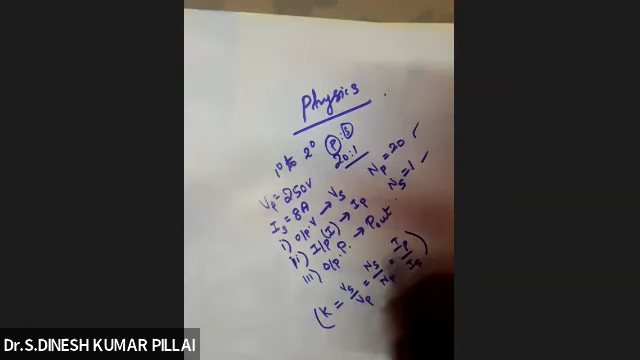 Physics
1° to 2° P:S
20:1
Np = 20 ✓
Ns = 1 ✓
Vp = 250V
Is = 8A
i) O/P. V → Vs
ii) I/P (I) → Ip
iii) O/P. P. → Pout
(K = Vs/Vp = Ns/Np = Ip/Is)
Dr.S.DINESH KUMAR PILLAI